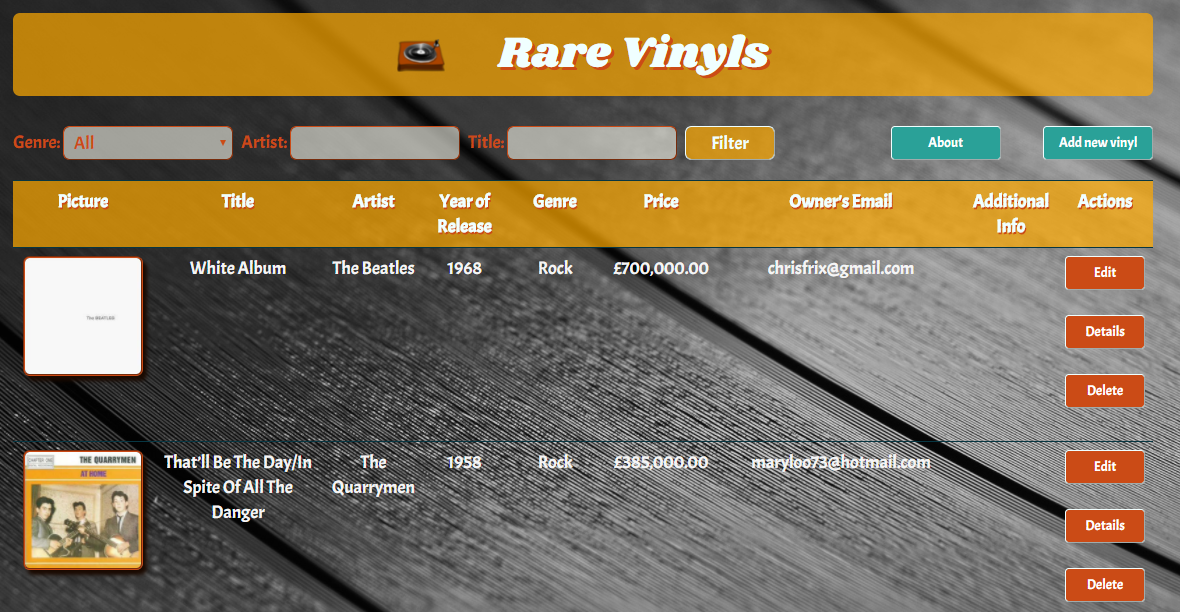 Rare Vinyls
Genre: All Artist: Title: Filter About Add new vinyl
Picture Title Artist Year of Release Genre Price Owner's Email Additional Info Actions
The BEATLES
White Album The Beatles 1968 Rock £700,000.00 chrisfrix@gmail.com Edit
Details
Delete
THE QUARRYMEN
AT HOME
That'll Be The Day/In Spite Of All The Danger The Quarrymen 1958 Rock £385,000.00 maryloo73@hotmail.com Edit
Details
Delete